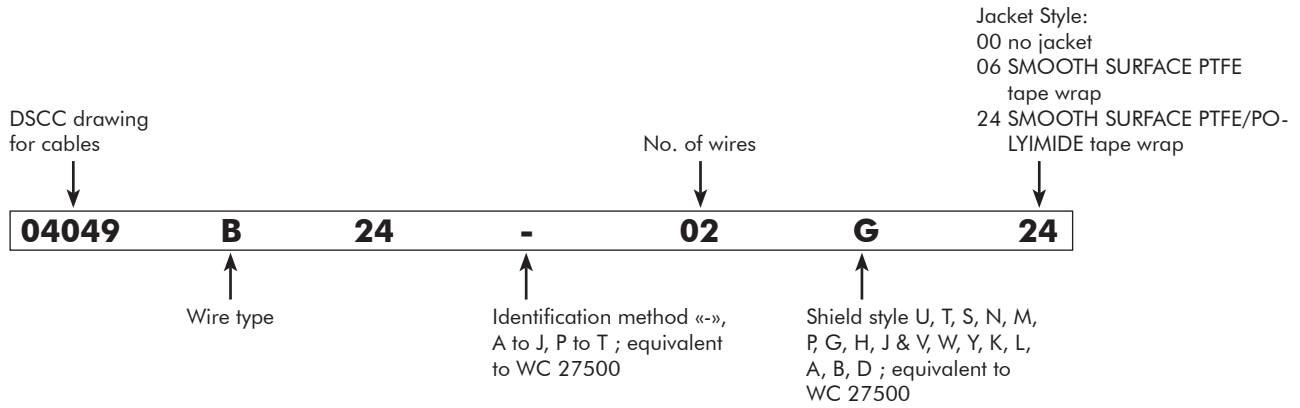 Jacket Style:
00 no jacket
06 SMOOTH SURFACE PTFE
tape wrap
24 SMOOTH SURFACE PTFE/PO-
LYIMIDE tape wrap
DSCC drawing
for cables
No. of wires
04049 B 24 - 02 G 24
Wire type
Identification method «-»,
A to J, P to T ; equivalent
to WC 27500
Shield style U, T, S, N, M,
P, G, H, J & V, W, Y, K, L,
A, B, D ; equivalent to
WC 27500